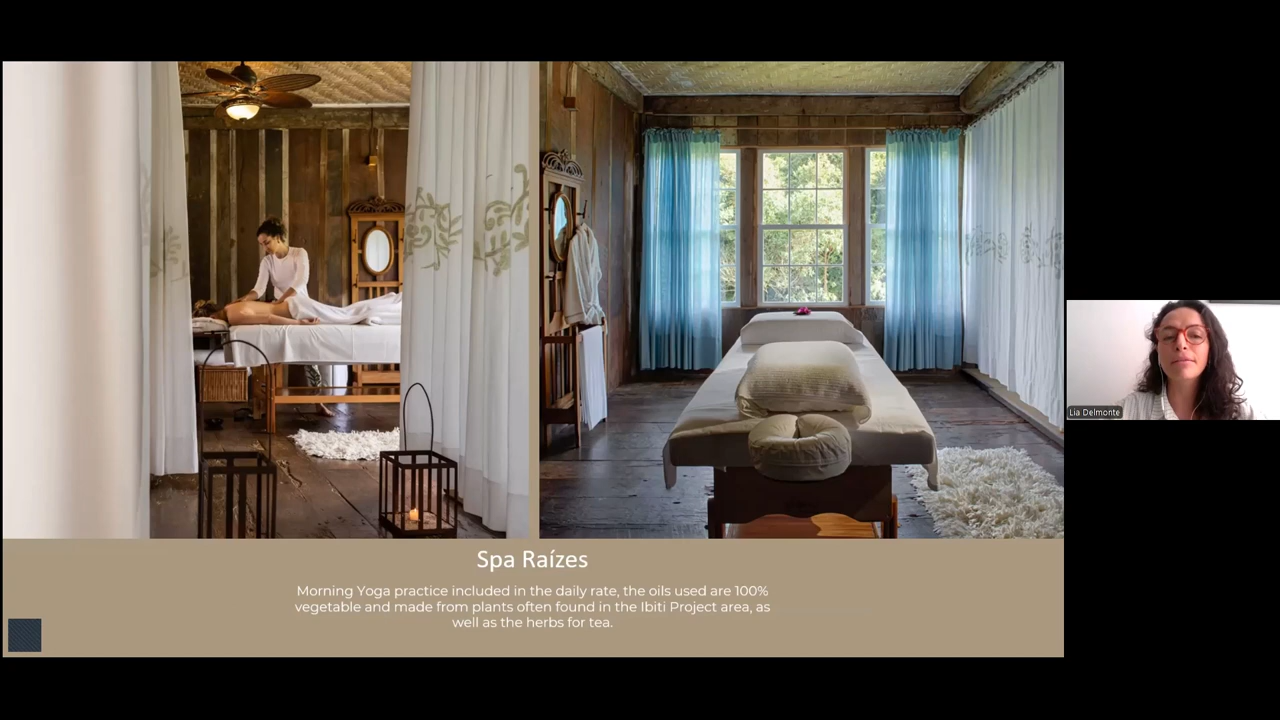 Spa Raízes
Morning Yoga practice included in the daily rate, the oils used are 100%
vegetable and made from plants often found in the Ibiti Project area, as
well as the herbs for tea.
Lia Delmonte